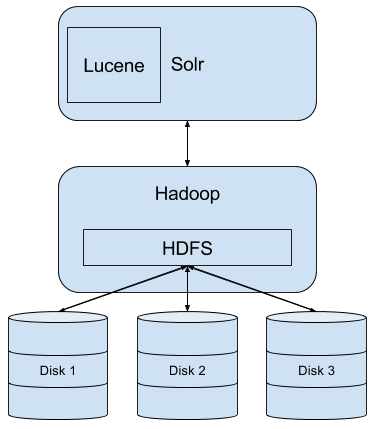 Lucene Solr
Hadoop
HDFS
Disk 1 Disk 2 Disk 3